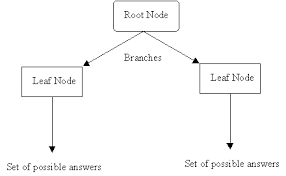 Root Node
Branches
Leaf Node
Leaf Node
Set of possible answers
Set of possible answers